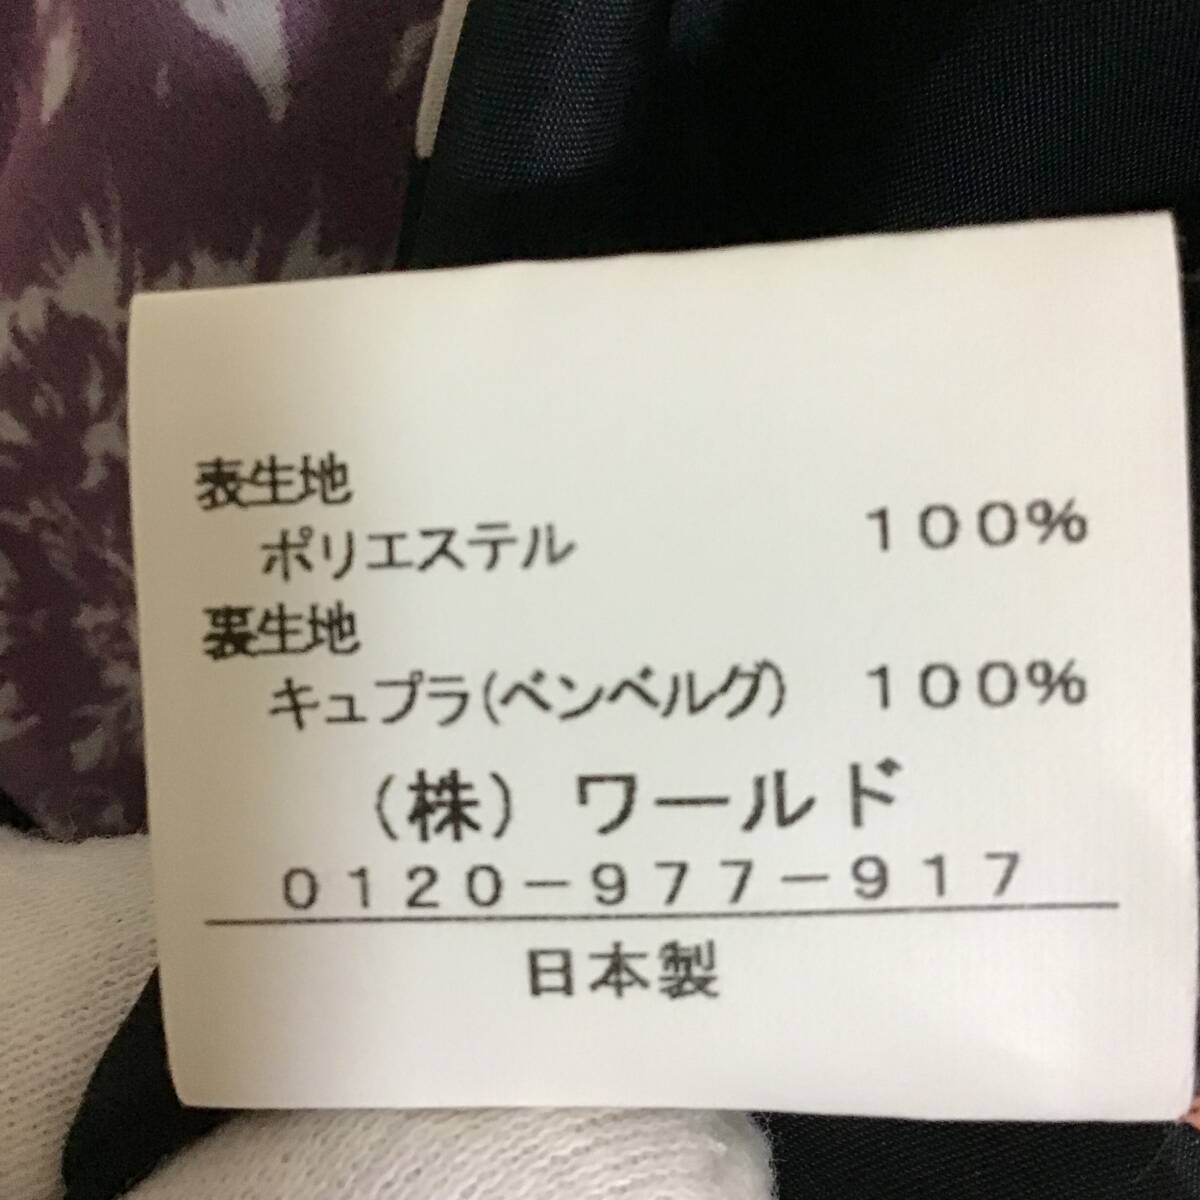 表生地
ポリエステル １００％
裏生地
キュプラ（ベンベルグ） １００％
（株）ワールド
０１２０－９７７－９１７
日本製